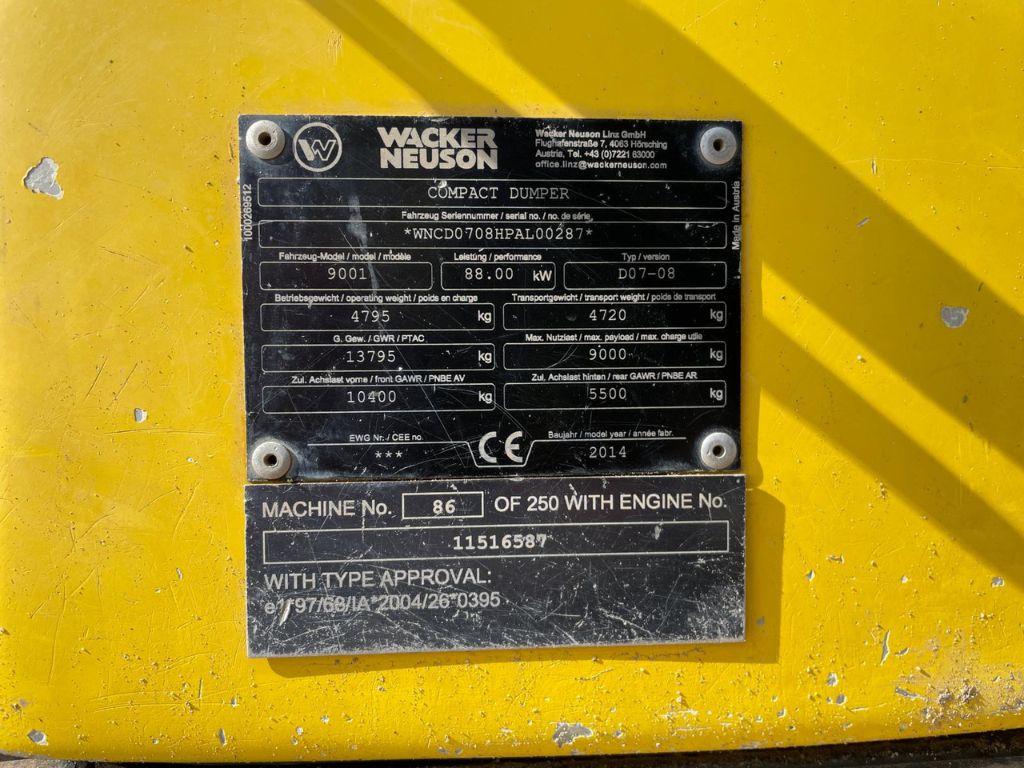 W
WACKER
NEUSON
Wacker Neuson Linz GmbH
Flughafenstraße 7, 4063 Hörsching
Austria, Tel. +43 (0)7221 63000
office.linz@wackerneuson.com
1000269512
Made in Austria
COMPACT DUMPER
Fahrzeug Seriennummer / serial no. / no. de série.
*WNCD0708HPAL00287*
Fahrzeug-Model / model / modèle Leistung / performance Typ / version
9001 88.00 kW D07-08
Betriebsgewicht / operating weight / poids en charge Transportgewicht / transport weight / poids de transport
4795 kg 4720 kg
G. Gew. / GWR / PTAC Max. Nutzlast / max. payload / max. charge utile
13795 kg 9000 kg
Zul. Achslast vorne / front GAWR / PNBE AV Zul. Achslast hinten / rear GAWR / PNBE AR
10400 kg 5500 kg
EWG Nr. / CEE no. CE Baujahr / model year / année fabr.
*** 2014
MACHINE No. 86 OF 250 WITH ENGINE No.
11516587
WITH TYPE APPROVAL:
97/68/IA*2004/26*0395